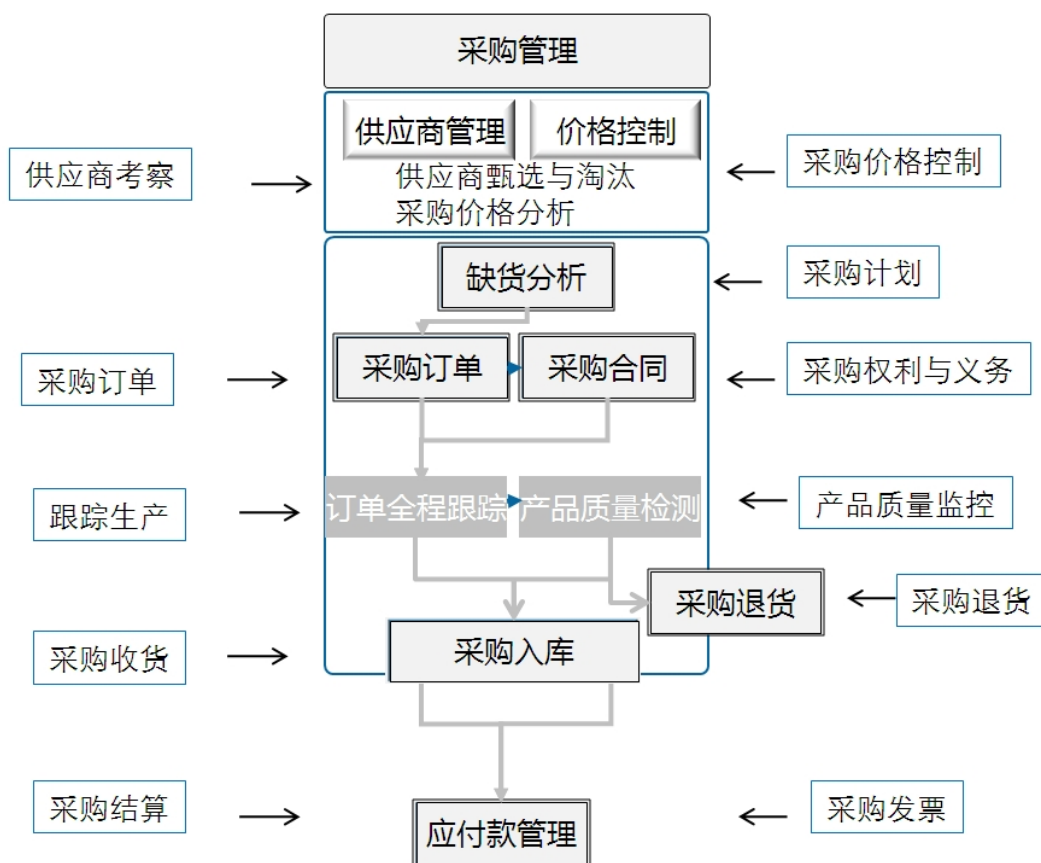 采购管理
供应商管理
价格控制
供应商考察
供应商甄选与淘汰
采购价格分析
采购价格控制
缺货分析
采购计划
采购订单
采购订单
采购合同
采购权利与义务
跟踪生产
订单全程跟踪
产品质量检测
产品质量监控
采购退货
采购退货
采购收货
采购入库
采购结算
应付款管理
采购发票